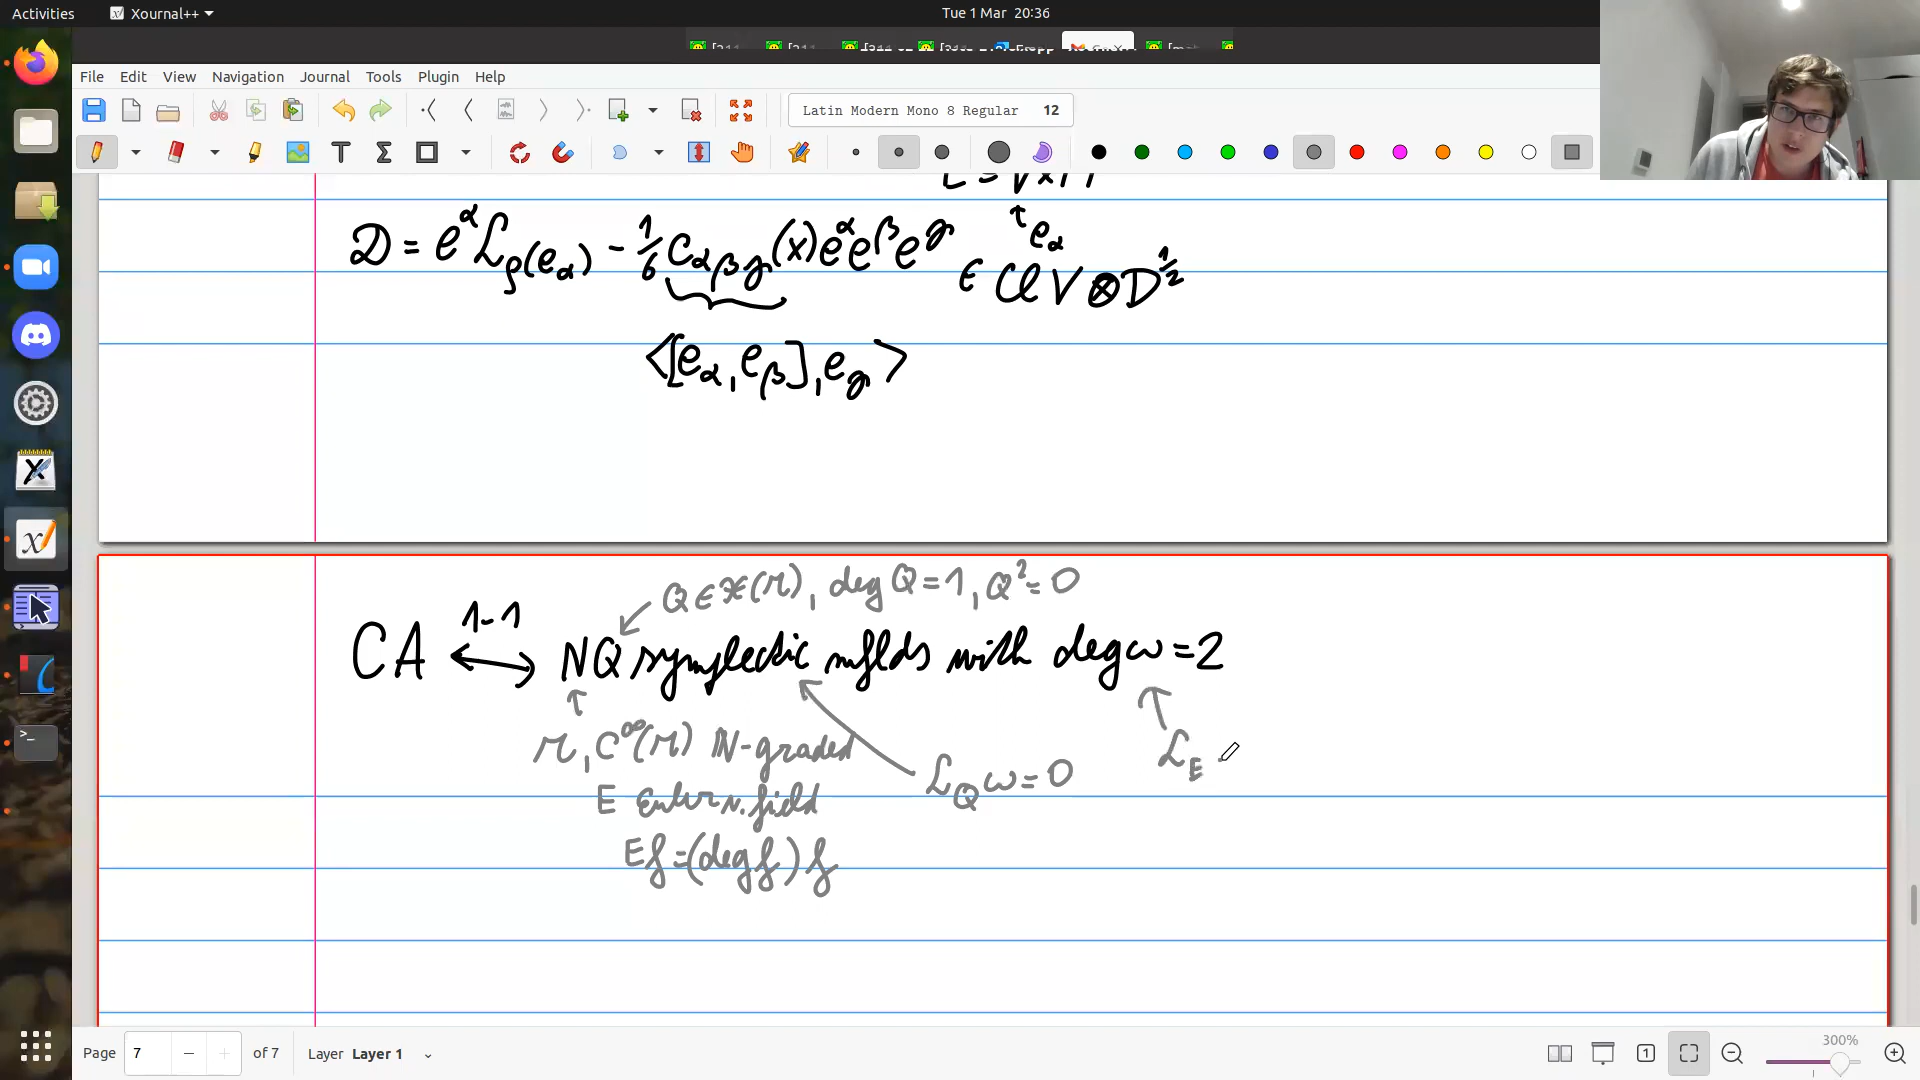 Activities Xournal++ Tue 1 Mar 20:36
File Edit View Navigation Journal Tools Plugin Help
Latin Modern Mono 8 Regular 12
𝒟 = e^α ℒ_{ρ(e_α)} − 1/6 c_{αβγ}(x) e^α e^β e^γ ∈ Cl V ⊗ D^{1/2}
↑ e_α
⟨[e_α, e_β], e_γ⟩
Q ∈ 𝔛(M), deg Q = 1, Q² = 0
CA ⟷ 1-1 NQ symplectic mflds with deg ω = 2
M, C^∞(M) N-graded
E Euler v. field
Ef = (deg f) f
ℒ_Q ω = 0
ℒ_E
Page 7 of 7 Layer Layer 1 300%